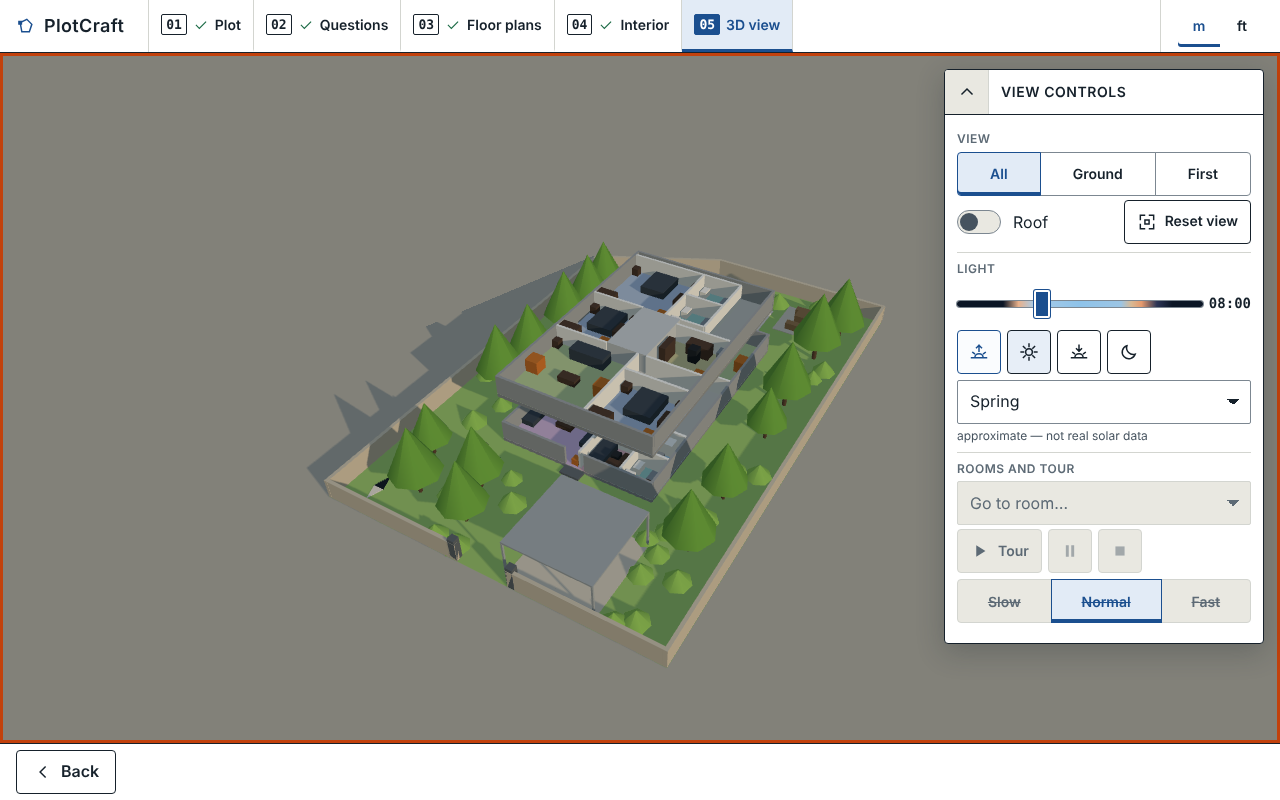 PlotCraft
01 Plot
02 Questions
03 Floor plans
04 Interior
05 3D view
m ft
VIEW CONTROLS
VIEW
All Ground First
Roof Reset view
LIGHT
08:00
Spring
approximate — not real solar data
ROOMS AND TOUR
Go to room...
Tour
Slow Normal Fast
Back